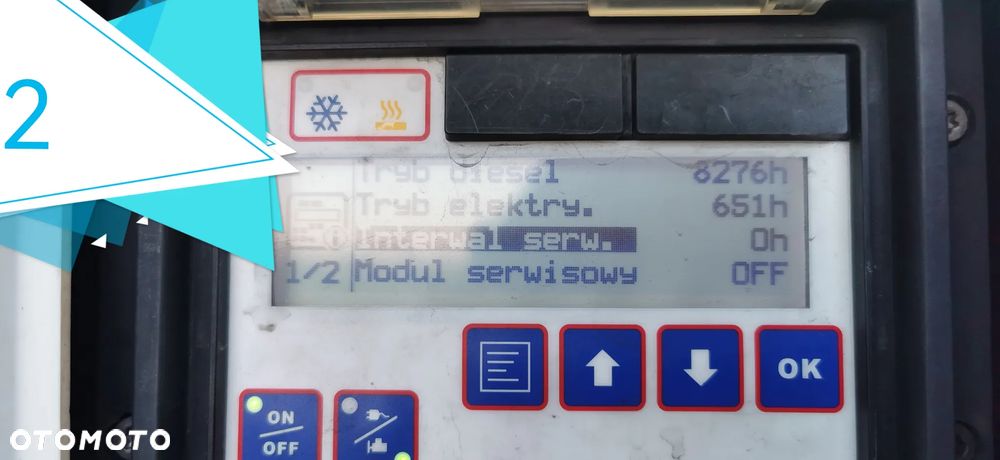 2
Tryb Diesel 8276h
Tryb elektry. 651h
Interwal serw. 0h
1/2 Modul serwisowy OFF
OK
ON
OFF
OTOMOTO